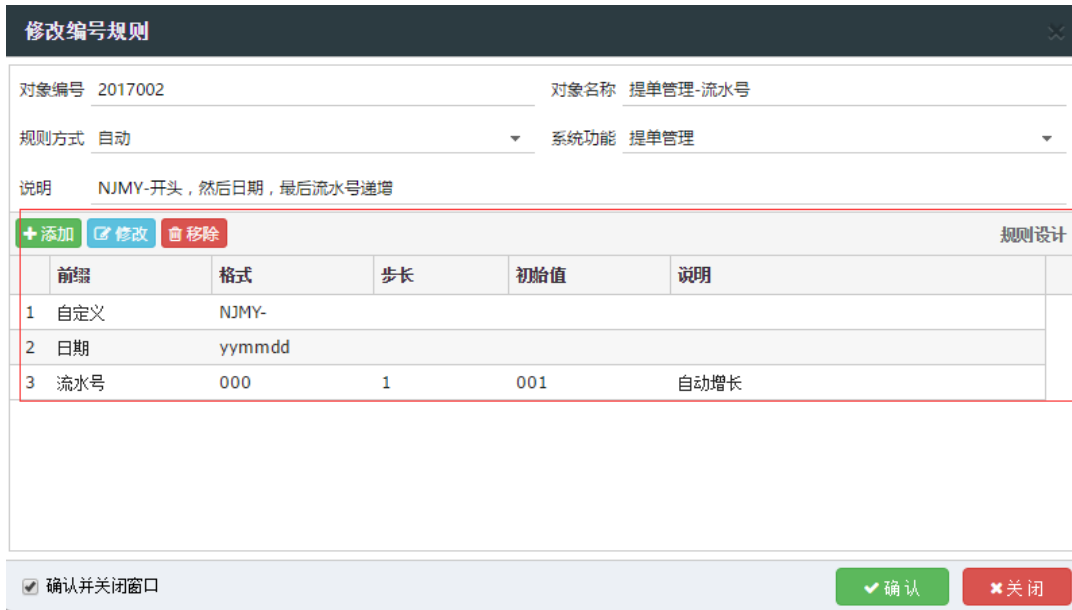 修改编号规则
对象编号 2017002 对象名称 提单管理-流水号
规则方式 自动 系统功能 提单管理
说明 NJMY-开头，然后日期，最后流水号递增
添加 修改 移除 规则设计
前缀 格式 步长 初始值 说明
1 自定义 NJMY-
2 日期 yymmdd
3 流水号 000 1 001 自动增长
确认并关闭窗口 确认 关闭